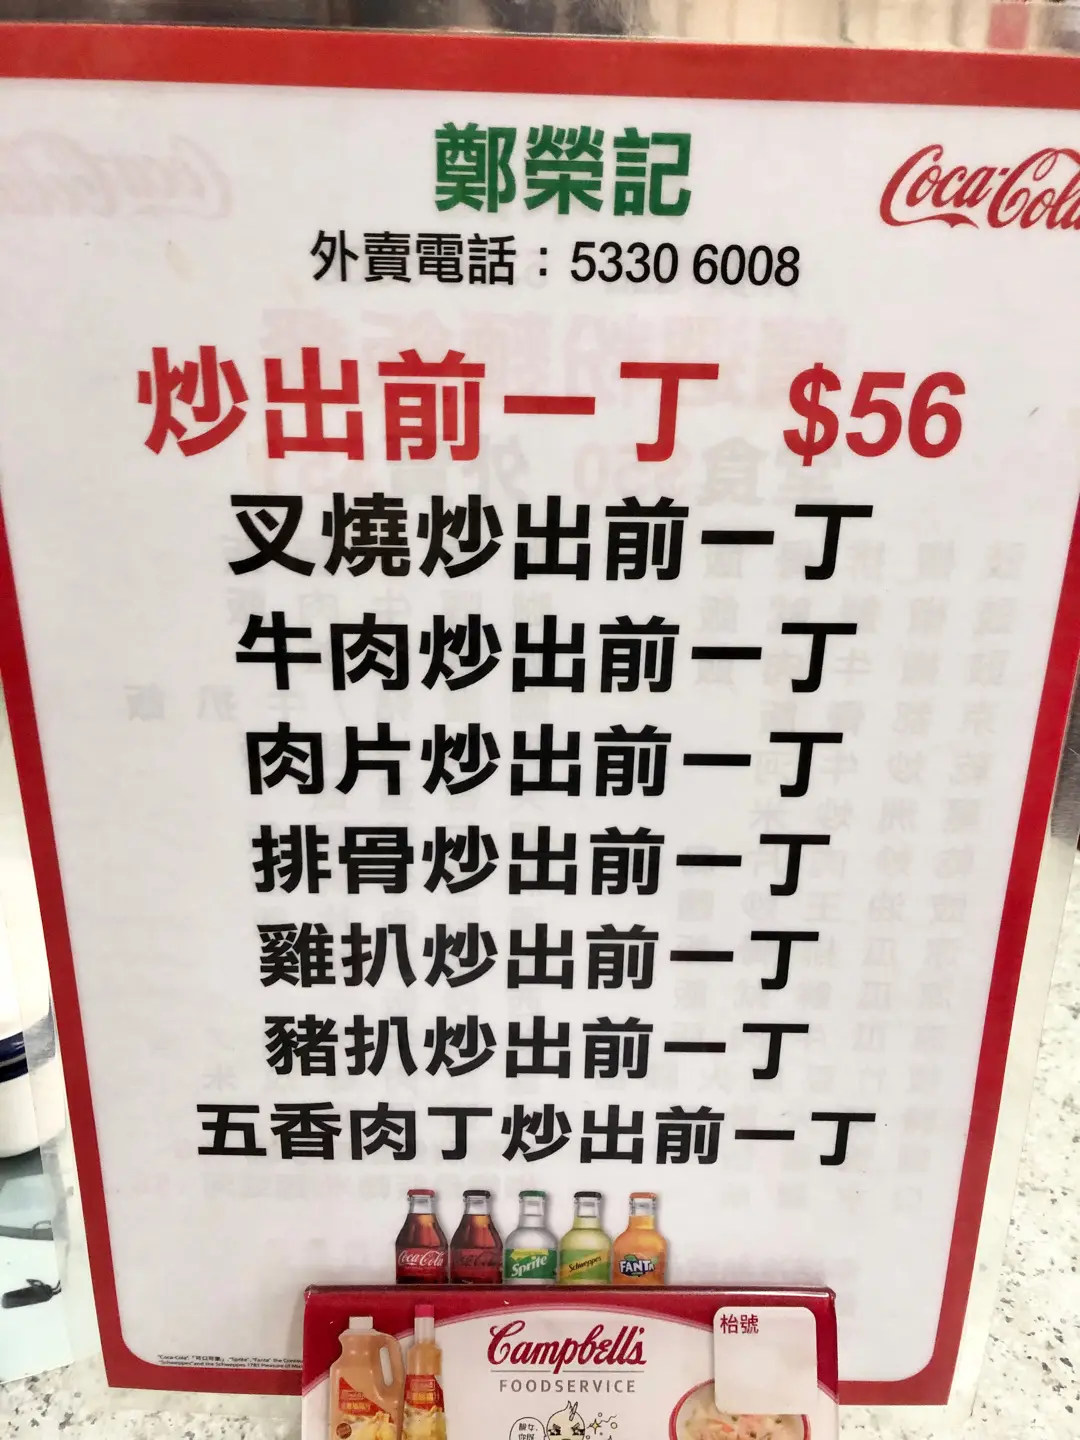 鄭榮記
Coca-Cola
外賣電話：5330 6008
炒出前一丁 $56
叉燒炒出前一丁
牛肉炒出前一丁
肉片炒出前一丁
排骨炒出前一丁
雞扒炒出前一丁
豬扒炒出前一丁
五香肉丁炒出前一丁
Coca-Cola
Sprite
Schweppes
FANTA
Campbell's
FOODSERVICE
枱號